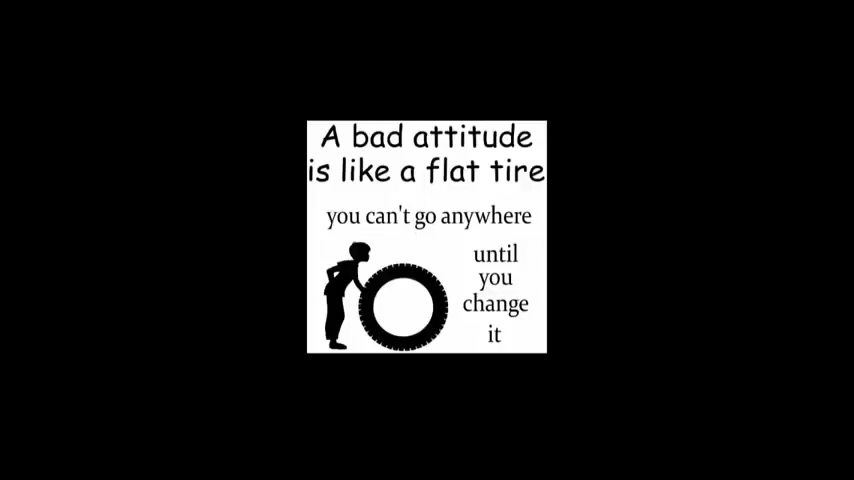 A bad attitude
is like a flat tire
you can't go anywhere
until
you
change
it